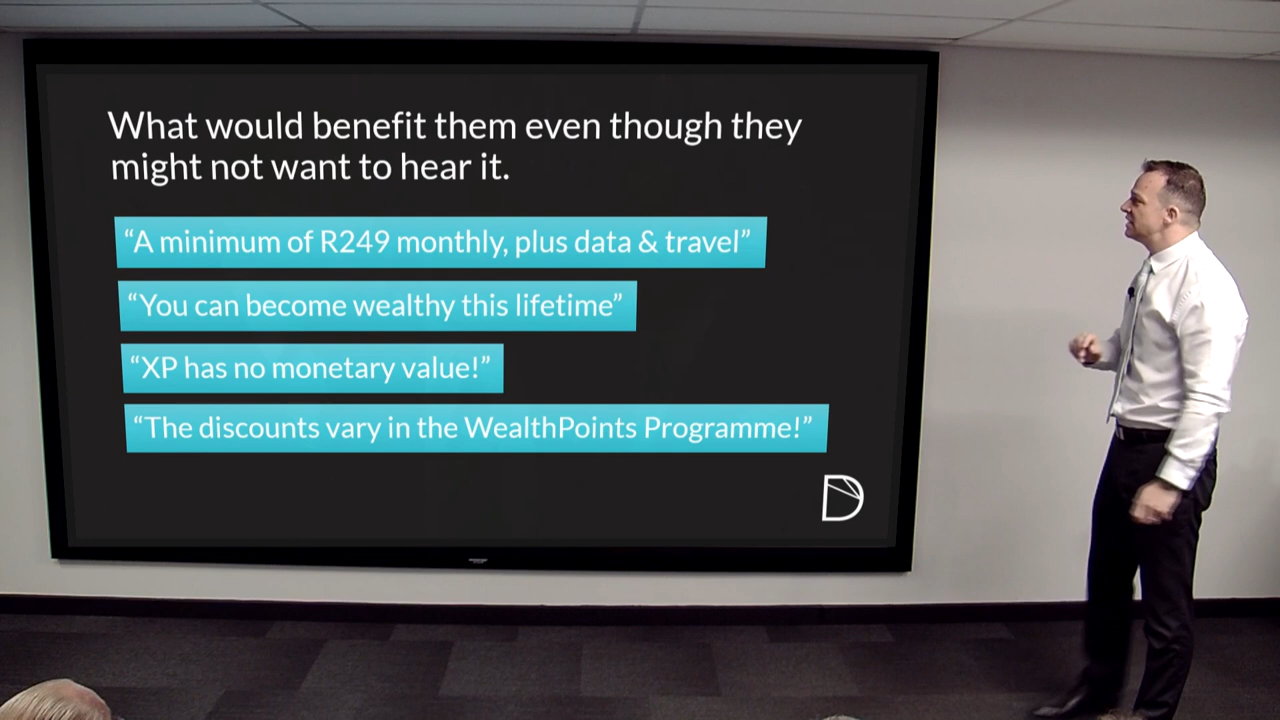 What would benefit them even though they
might not want to hear it.
“A minimum of R249 monthly, plus data & travel”
“You can become wealthy this lifetime”
“XP has no monetary value!”
“The discounts vary in the WealthPoints Programme!”